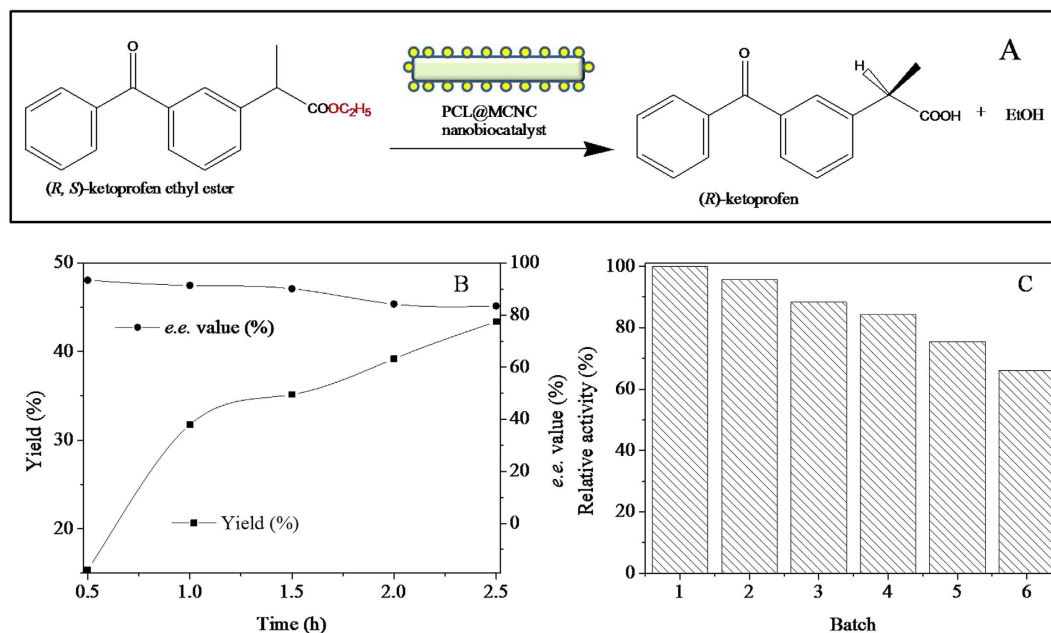 A
O
COOC2H5
(R, S)-ketoprofen ethyl ester
PCL@MCNC
nanobiocatalyst
O
H
COOH
+ EtOH
(R)-ketoprofen
B
50
40
30
20
Yield (%)
100
80
60
40
20
0
e.e. value (%)
e.e. value (%)
Yield (%)
0.5 1.0 1.5 2.0 2.5
Time (h)
C
100
80
60
40
20
0
Relative activity (%)
1 2 3 4 5 6
Batch